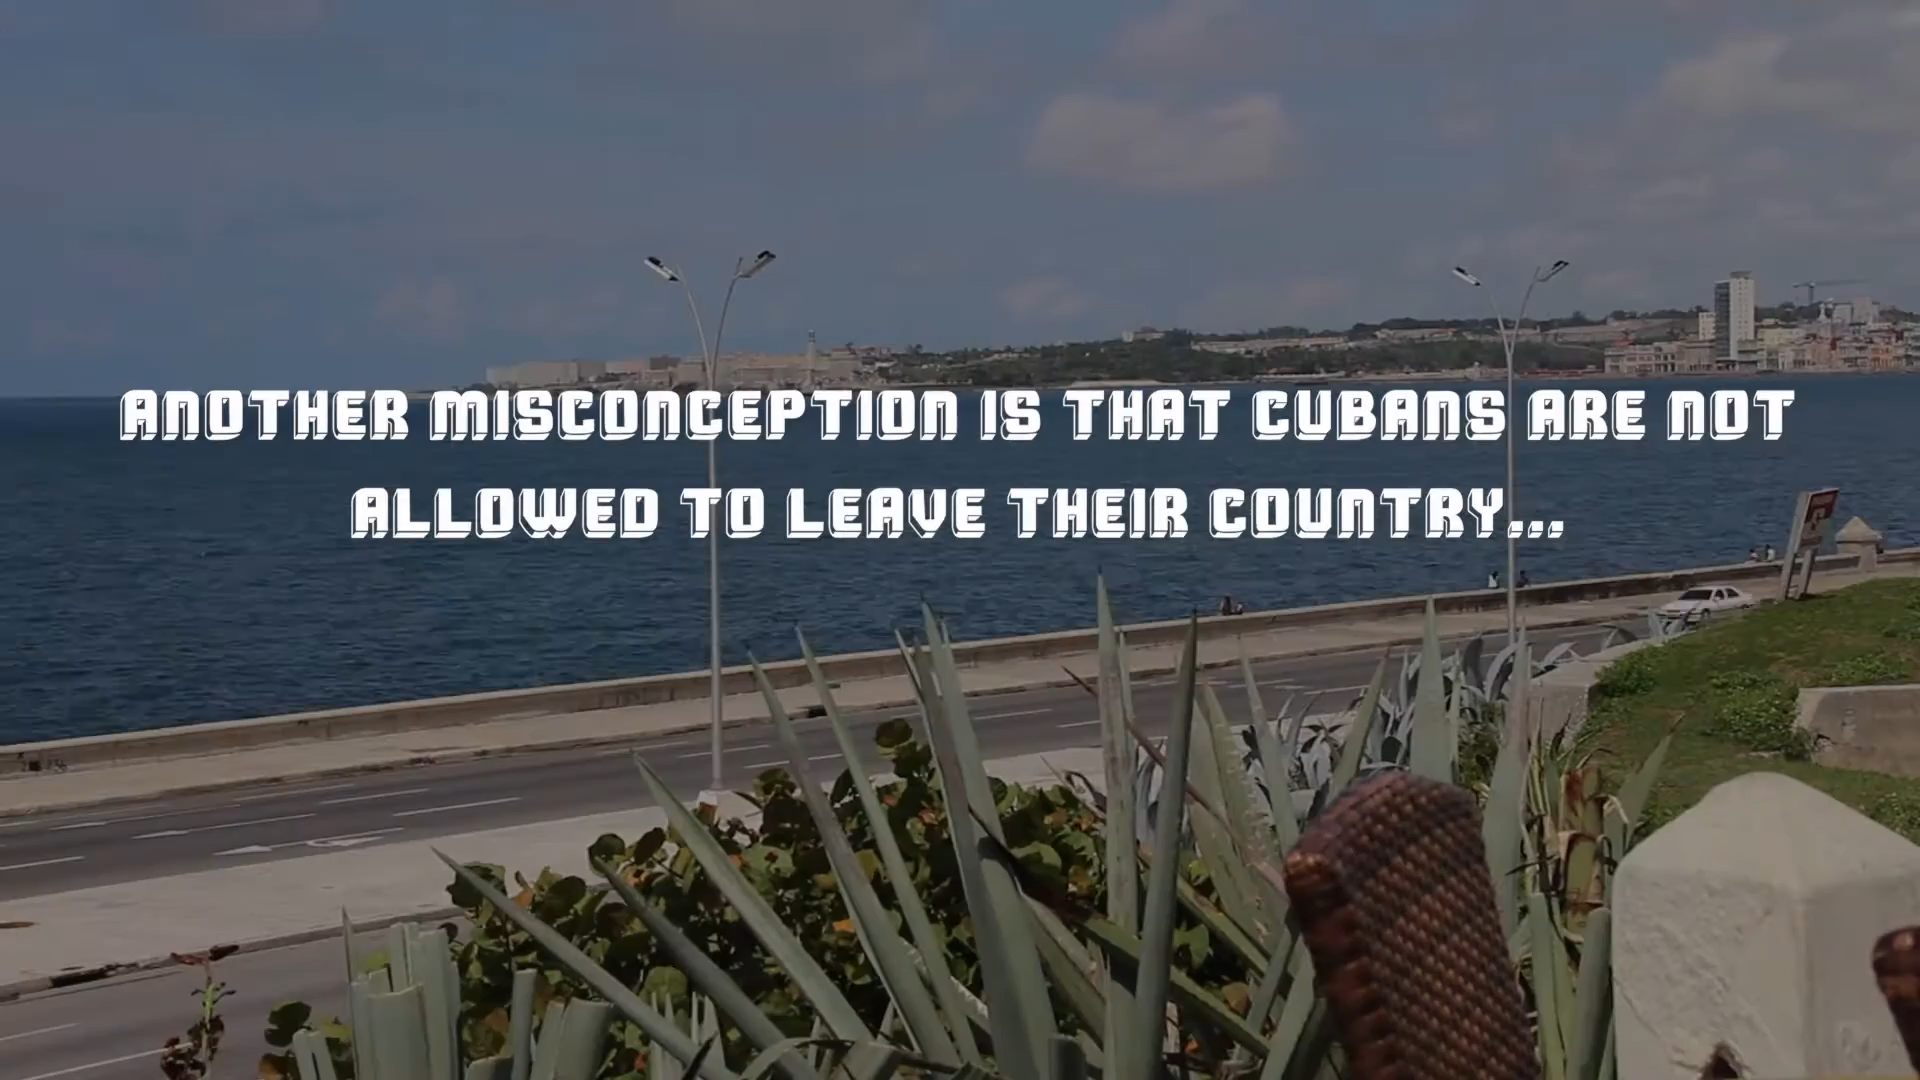 ANOTHER MISCONCEPTION IS THAT CUBANS ARE NOT
ALLOWED TO LEAVE THEIR COUNTRY...